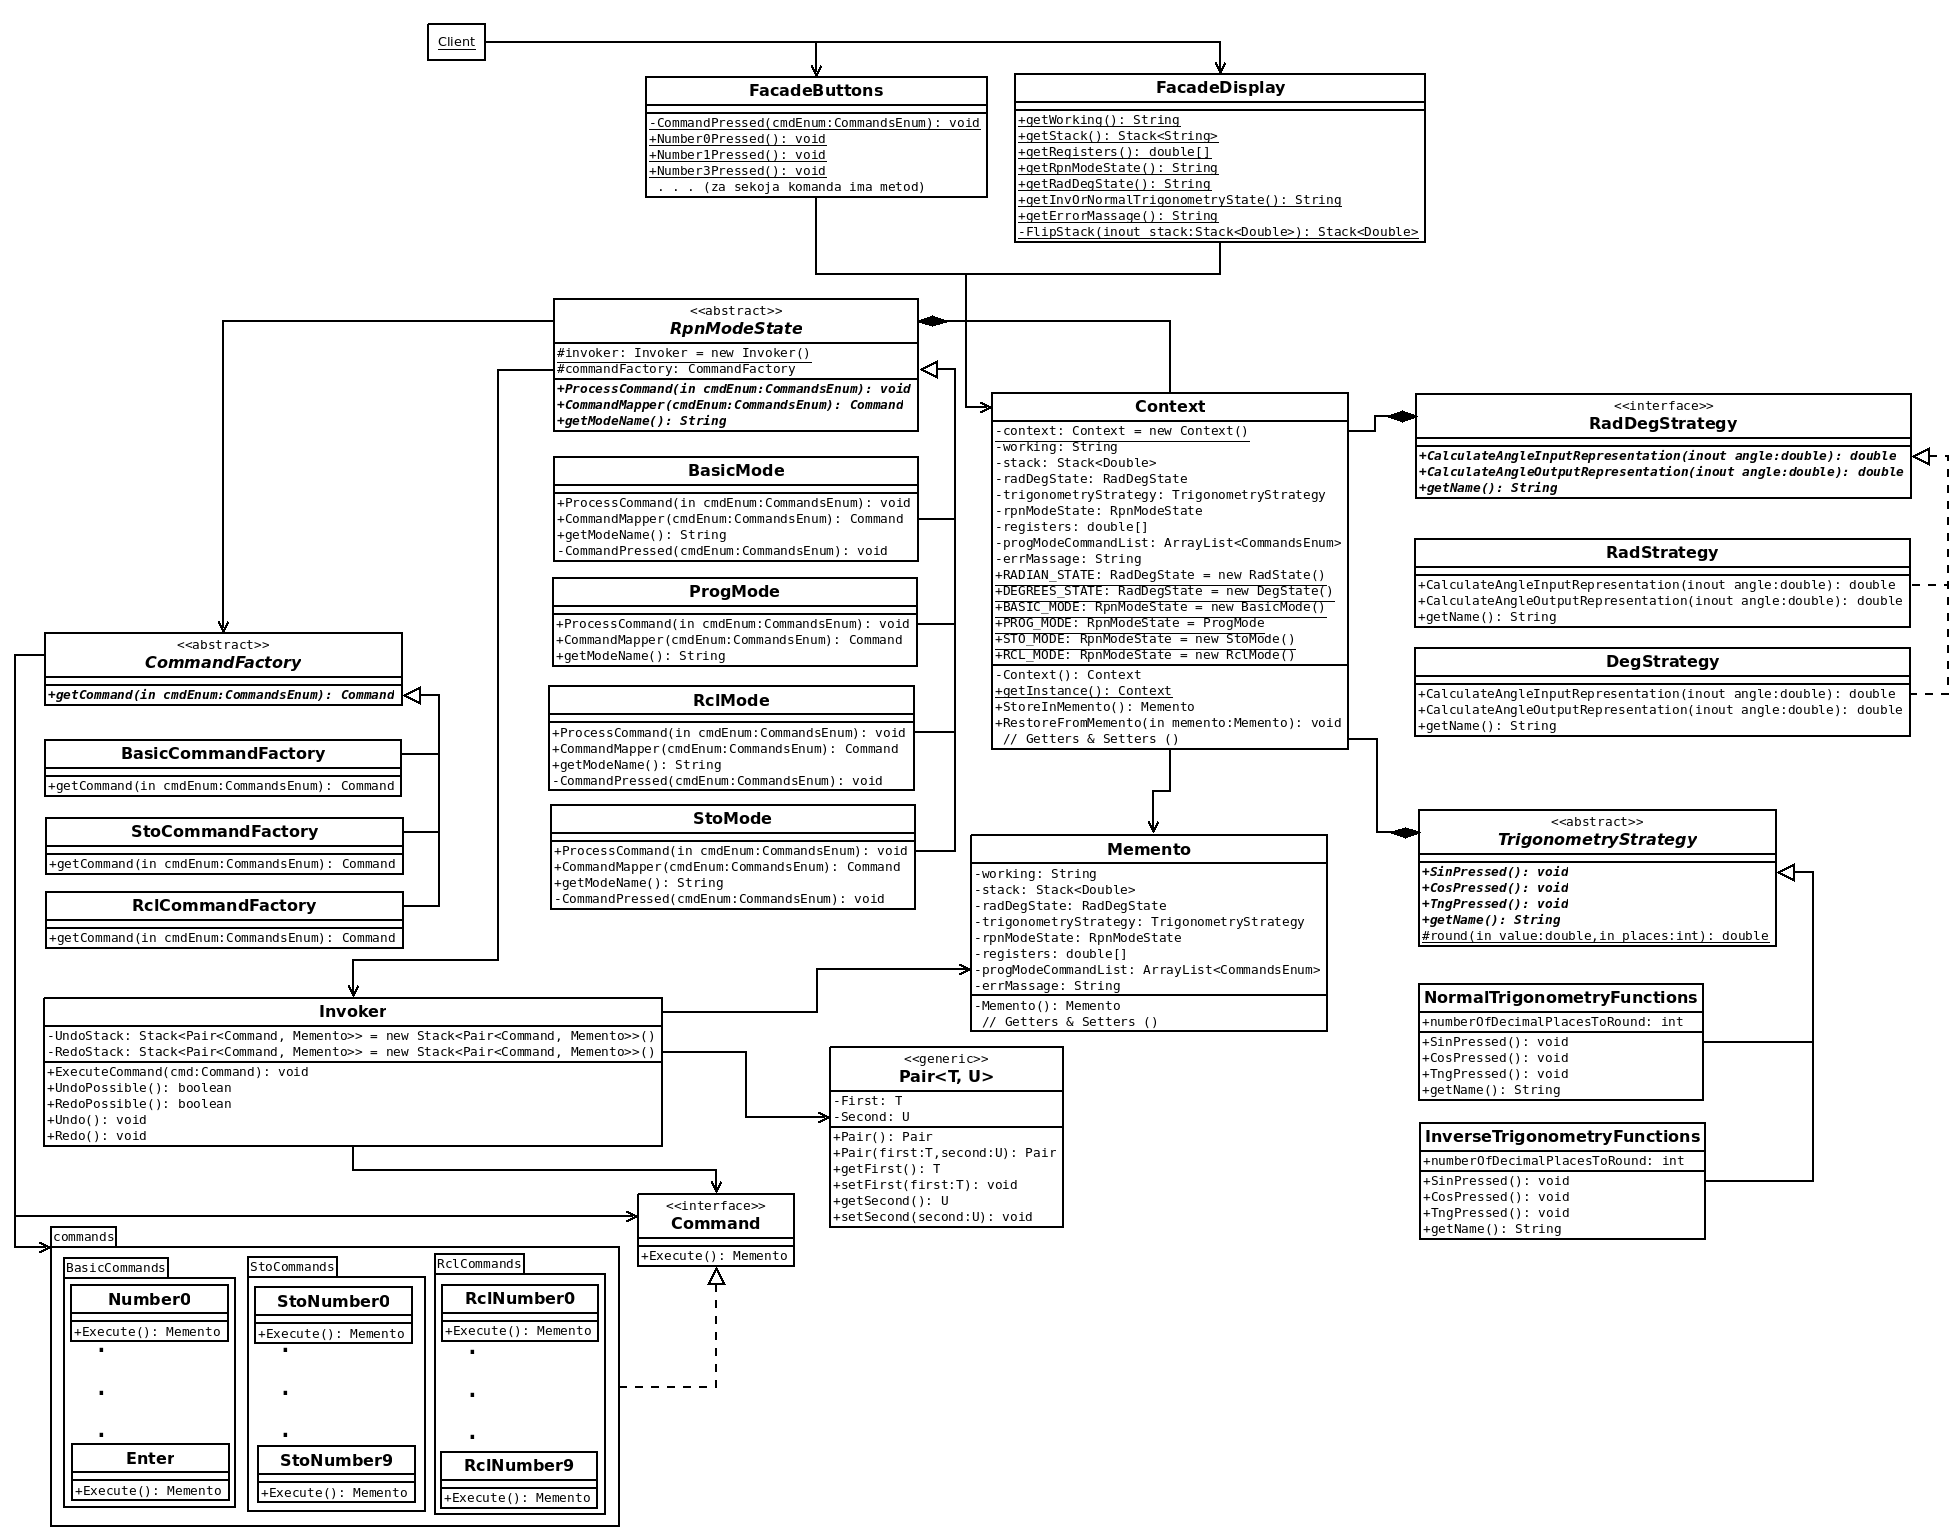 Client
FacadeButtons
-CommandPressed(cmdEnum:CommandsEnum): void
+Number0Pressed(): void
+Number1Pressed(): void
+Number3Pressed(): void
. . . (za sekoja komanda ima metod)
FacadeDisplay
+getWorking(): String
+getStack(): Stack<String>
+getRegisters(): double[]
+getRpnModeState(): String
+getRadDegState(): String
+getInvOrNormalTrigonometryState(): String
+getErrorMassage(): String
-FlipStack(inout stack:Stack<Double>): Stack<Double>
<<abstract>>
RpnModeState
#invoker: Invoker = new Invoker()
#commandFactory: CommandFactory
+ProcessCommand(in cmdEnum:CommandsEnum): void
+CommandMapper(cmdEnum:CommandsEnum): Command
+getModeName(): String
BasicMode
+ProcessCommand(in cmdEnum:CommandsEnum): void
+CommandMapper(cmdEnum:CommandsEnum): Command
+getModeName(): String
-CommandPressed(cmdEnum:CommandsEnum): void
ProgMode
+ProcessCommand(in cmdEnum:CommandsEnum): void
+CommandMapper(cmdEnum:CommandsEnum): Command
+getModeName(): String
RclMode
+ProcessCommand(in cmdEnum:CommandsEnum): void
+CommandMapper(cmdEnum:CommandsEnum): Command
+getModeName(): String
-CommandPressed(cmdEnum:CommandsEnum): void
StoMode
+ProcessCommand(in cmdEnum:CommandsEnum): void
+CommandMapper(cmdEnum:CommandsEnum): Command
+getModeName(): String
-CommandPressed(cmdEnum:CommandsEnum): void
Context
-context: Context = new Context()
-working: String
-stack: Stack<Double>
-radDegState: RadDegState
-trigonometryStrategy: TrigonometryStrategy
-rpnModeState: RpnModeState
-registers: double[]
-progModeCommandList: ArrayList<CommandsEnum>
-errMassage: String
+RADIAN_STATE: RadDegState = new RadState()
+DEGREES_STATE: RadDegState = new DegState()
+BASIC_MODE: RpnModeState = new BasicMode()
+PROG_MODE: RpnModeState = ProgMode
+STO_MODE: RpnModeState = new StoMode()
+RCL_MODE: RpnModeState = new RclMode()
-Context(): Context
+getInstance(): Context
+StoreInMemento(): Memento
+RestoreFromMemento(in memento:Memento): void
// Getters & Setters ()
<<interface>>
RadDegStrategy
+CalculateAngleInputRepresentation(inout angle:double): double
+CalculateAngleOutputRepresentation(inout angle:double): double
+getName(): String
RadStrategy
+CalculateAngleInputRepresentation(inout angle:double): double
+CalculateAngleOutputRepresentation(inout angle:double): double
+getName(): String
DegStrategy
+CalculateAngleInputRepresentation(inout angle:double): double
+CalculateAngleOutputRepresentation(inout angle:double): double
+getName(): String
<<abstract>>
CommandFactory
+getCommand(in cmdEnum:CommandsEnum): Command
BasicCommandFactory
+getCommand(in cmdEnum:CommandsEnum): Command
StoCommandFactory
+getCommand(in cmdEnum:CommandsEnum): Command
RclCommandFactory
+getCommand(in cmdEnum:CommandsEnum): Command
Memento
-working: String
-stack: Stack<Double>
-radDegState: RadDegState
-trigonometryStrategy: TrigonometryStrategy
-rpnModeState: RpnModeState
-registers: double[]
-progModeCommandList: ArrayList<CommandsEnum>
-errMassage: String
-Memento(): Memento
// Getters & Setters ()
<<abstract>>
TrigonometryStrategy
+SinPressed(): void
+CosPressed(): void
+TngPressed(): void
+getName(): String
#round(in value:double,in places:int): double
NormalTrigonometryFunctions
+numberOfDecimalPlacesToRound: int
+SinPressed(): void
+CosPressed(): void
+TngPressed(): void
+getName(): String
InverseTrigonometryFunctions
+numberOfDecimalPlacesToRound: int
+SinPressed(): void
+CosPressed(): void
+TngPressed(): void
+getName(): String
Invoker
-UndoStack: Stack<Pair<Command, Memento>> = new Stack<Pair<Command, Memento>>()
-RedoStack: Stack<Pair<Command, Memento>> = new Stack<Pair<Command, Memento>>()
+ExecuteCommand(cmd:Command): void
+UndoPossible(): boolean
+RedoPossible(): boolean
+Undo(): void
+Redo(): void
<<generic>>
Pair<T, U>
-First: T
-Second: U
+Pair(): Pair
+Pair(first:T,second:U): Pair
+getFirst(): T
+setFirst(first:T): void
+getSecond(): U
+setSecond(second:U): void
<<interface>>
Command
+Execute(): Memento
commands
BasicCommands
Number0
+Execute(): Memento
.
.
.
Enter
+Execute(): Memento
StoCommands
StoNumber0
+Execute(): Memento
.
.
.
StoNumber9
+Execute(): Memento
RclCommands
RclNumber0
+Execute(): Memento
.
.
.
RclNumber9
+Execute(): Memento